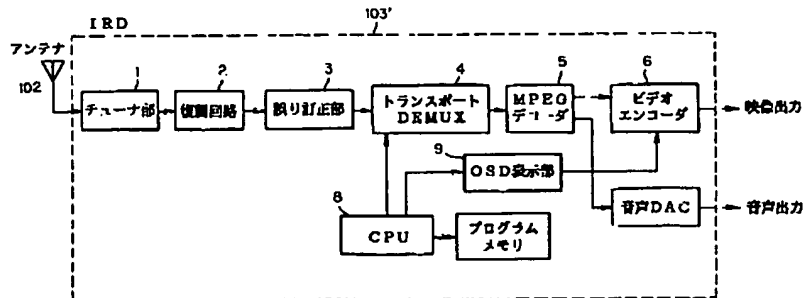 IRD
103'
アンテナ
102
1
チューナ部
2
復調回路
3
誤り訂正部
4
トランスポート
DEMUX
5
MPEG
デコーダ
6
ビデオ
エンコーダ
映像出力
9
OSD表示部
8
CPU
プログラム
メモリ
音声DAC
音声出力